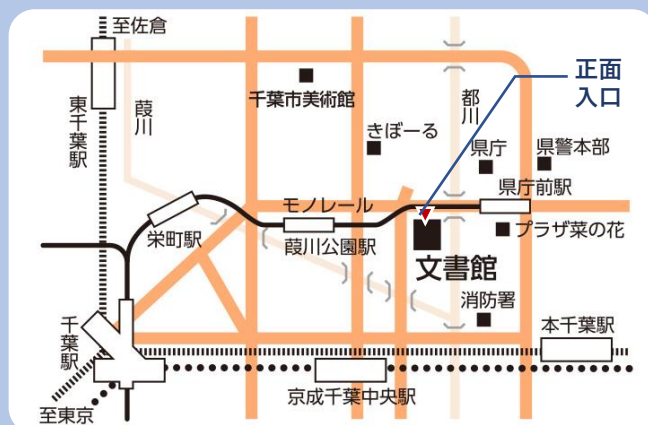 至佐倉
東千葉駅
葭川
千葉市美術館
都川
正面
入口
きぼーる
県庁
県警本部
県庁前駅
モノレール
栄町駅
葭川公園駅
プラザ菜の花
文書館
消防署
千葉駅
本千葉駅
京成千葉中央駅
至東京